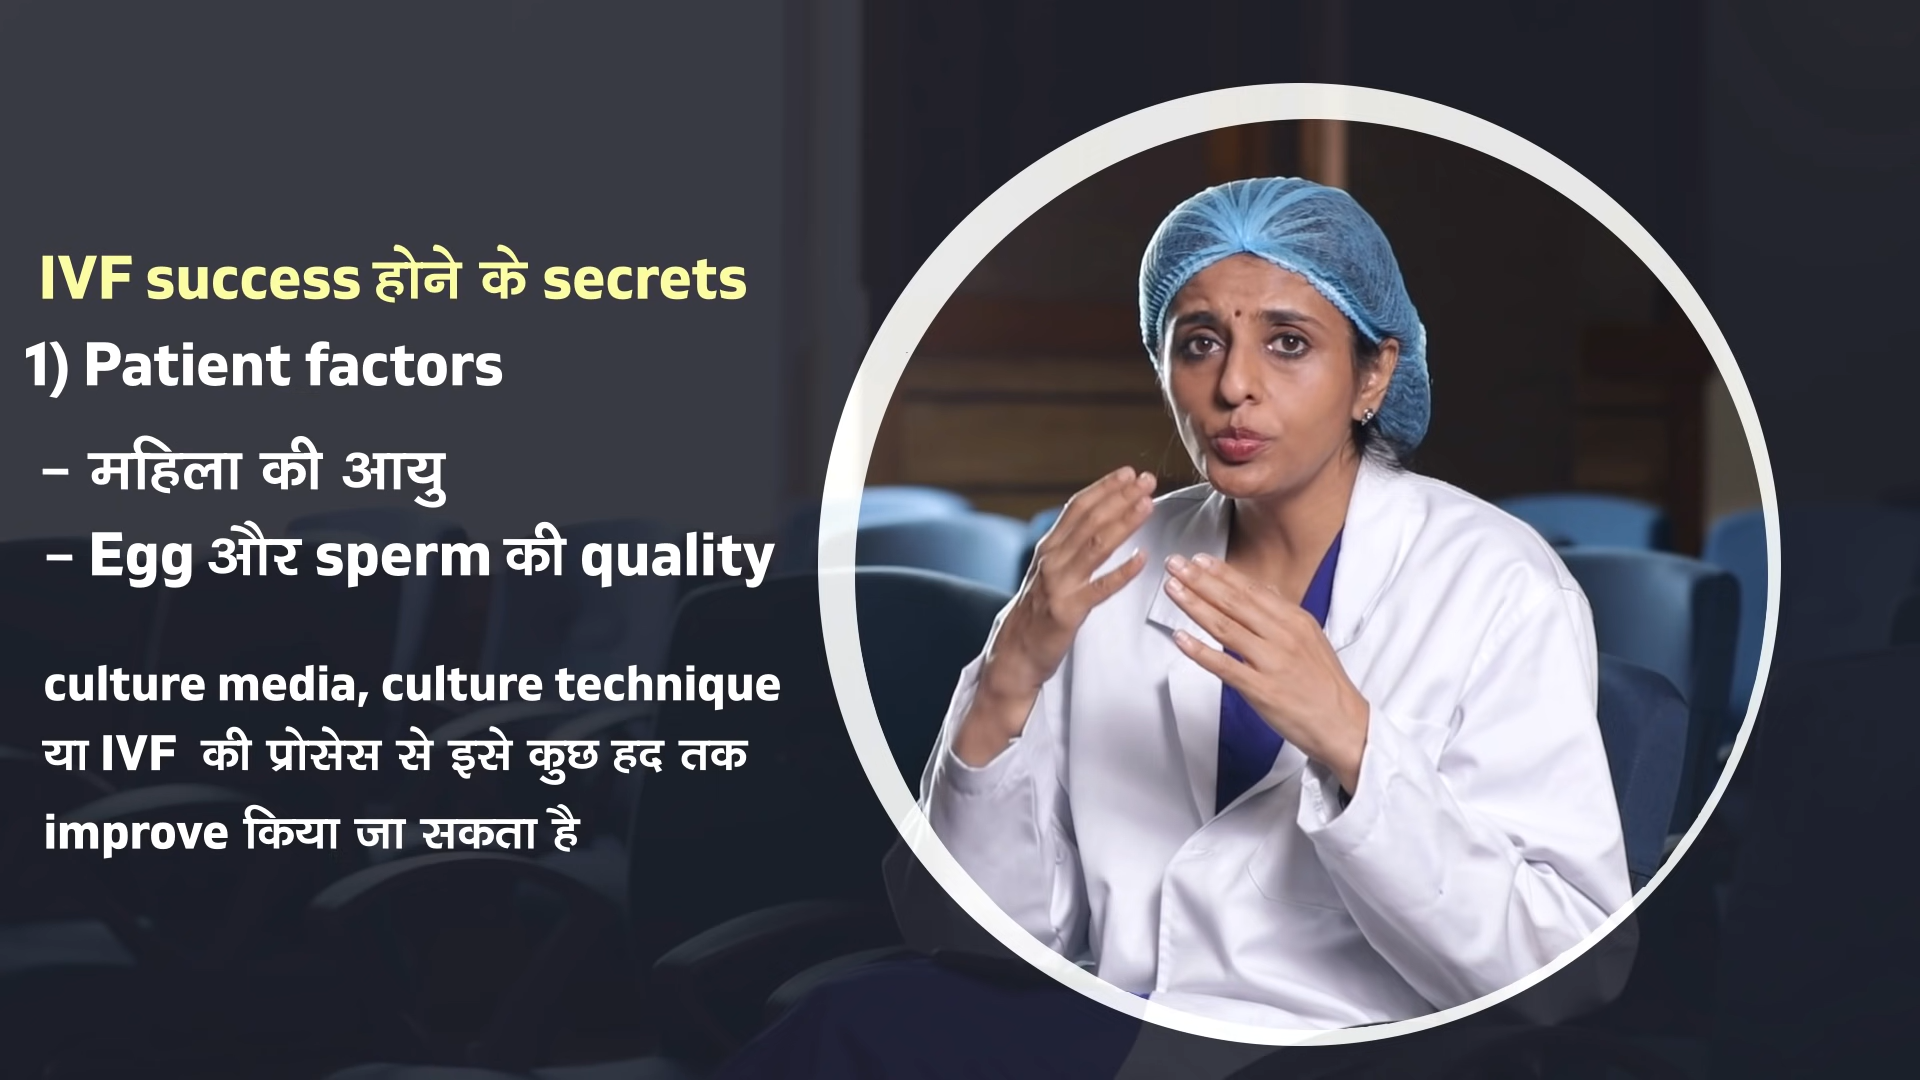 IVF success होने के secrets
1) Patient factors
– महिला की आयु
– Egg और sperm की quality
culture media, culture technique
या IVF की प्रोसेस से इसे कुछ हद तक
improve किया जा सकता है